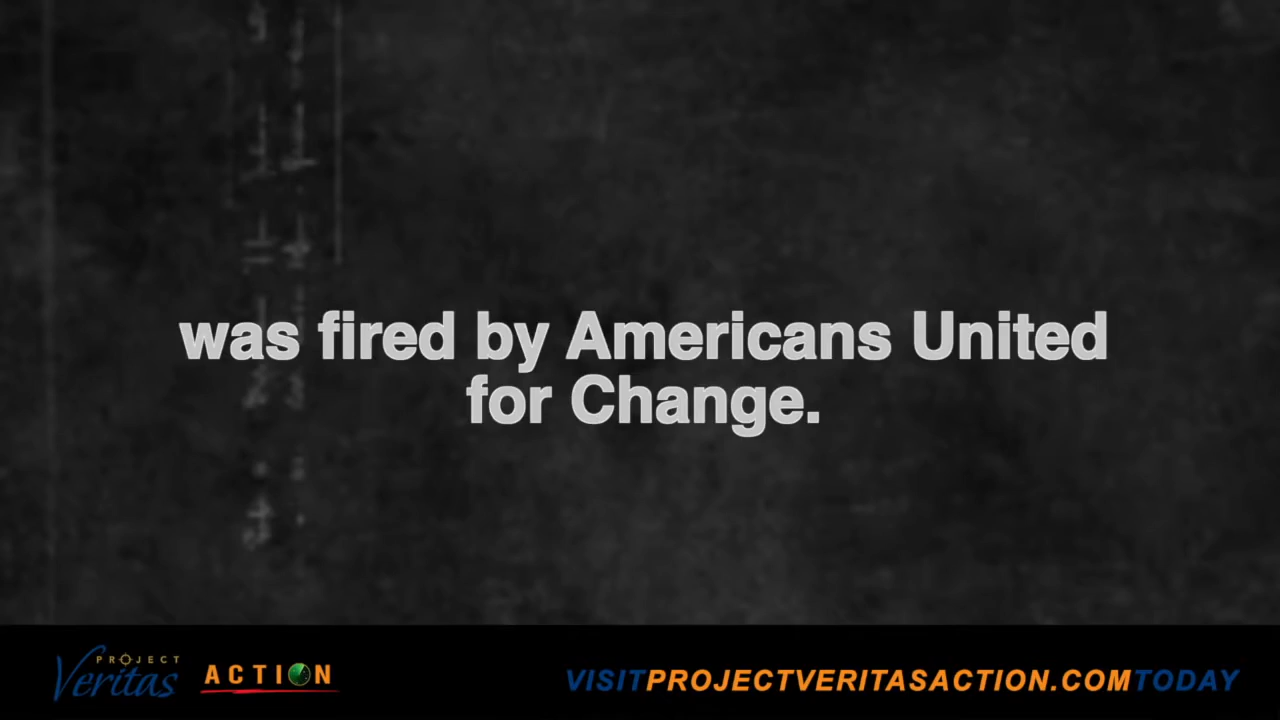 was fired by Americans United
for Change.
PROJECT
Veritas ACTION
VISITPROJECTVERITASACTION.COMTODAY